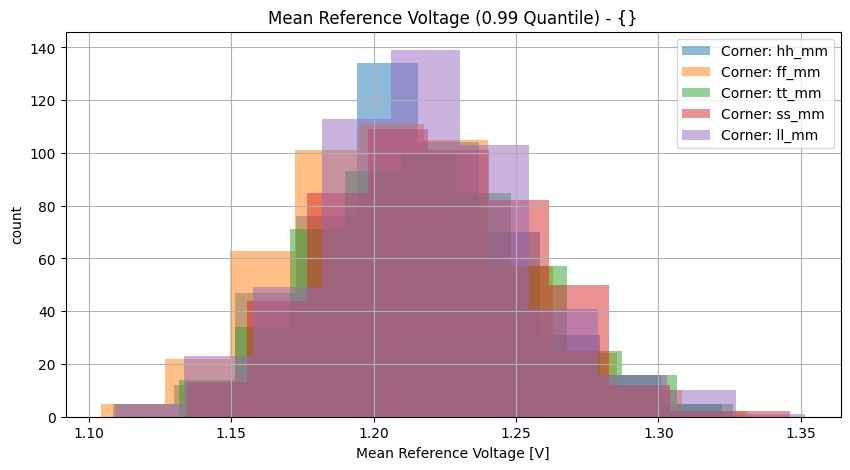 Mean Reference Voltage (0.99 Quantile) - {}
140
120
100
80
60
40
20
0
count
Corner: hh_mm
Corner: ff_mm
Corner: tt_mm
Corner: ss_mm
Corner: ll_mm
1.10 1.15 1.20 1.25 1.30 1.35
Mean Reference Voltage [V]